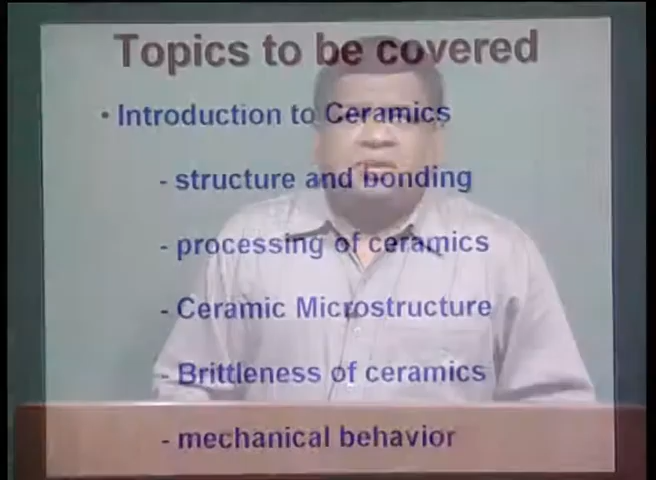 Topics to be covered
• Introduction to Ceramics
- structure and bonding
- processing of ceramics
- Ceramic Microstructure
- Brittleness of ceramics
- mechanical behavior